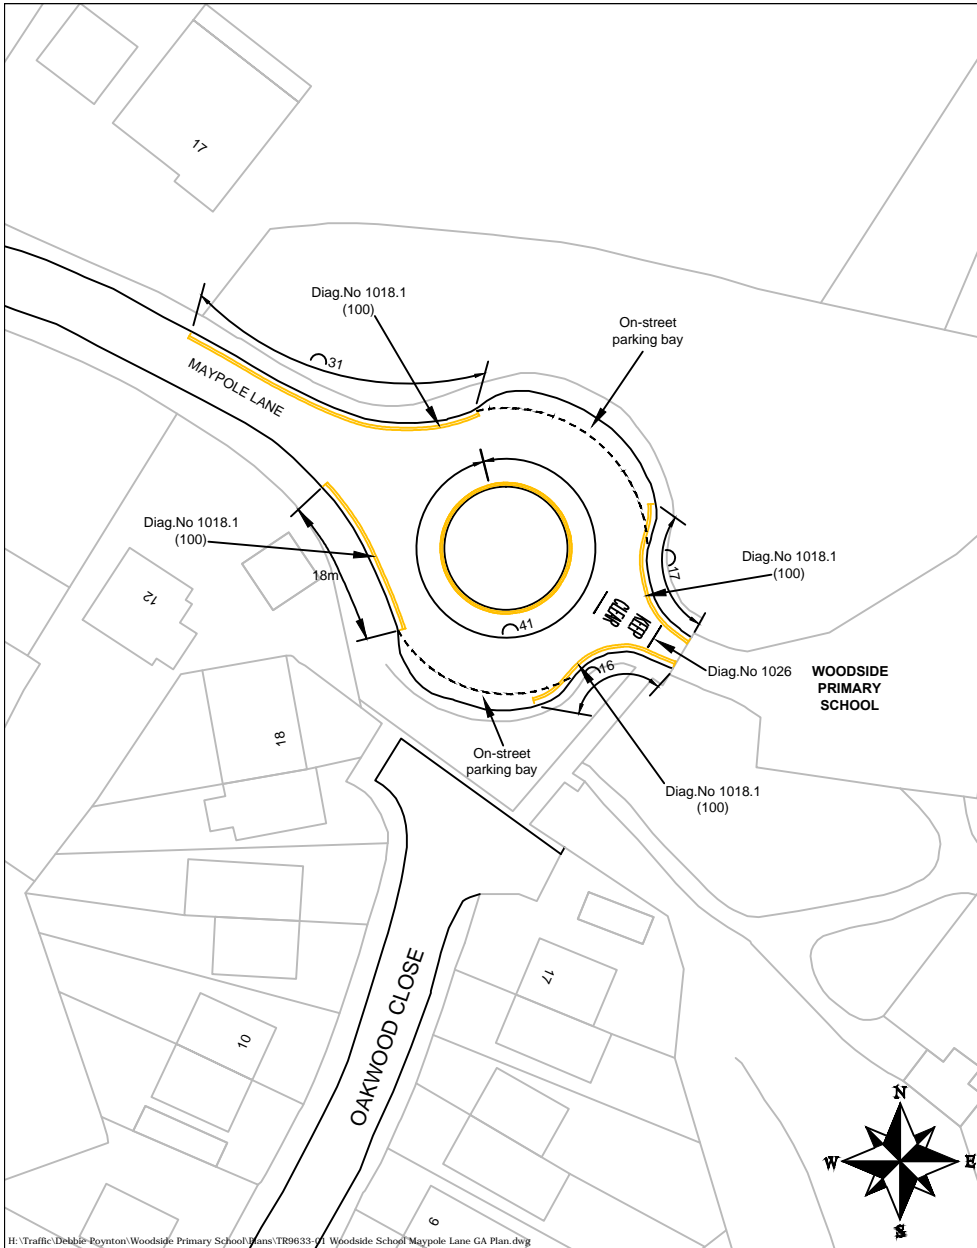 17
Diag.No 1018.1
(100)
On-street
parking bay
31
MAYPOLE LANE
Diag.No 1018.1
(100)
18m
12
Diag.No 1018.1
(100)
17
KEEP
CLEAR
41
Diag.No 1026
WOODSIDE
PRIMARY
SCHOOL
16
18
On-street
parking bay
Diag.No 1018.1
(100)
OAKWOOD CLOSE
17
10
9
N
W
E
S
H:\Traffic\Debbie Poynton\Woodside Primary School\Plans\TR9633-01 Woodside School Maypole Lane GA Plan.dwg